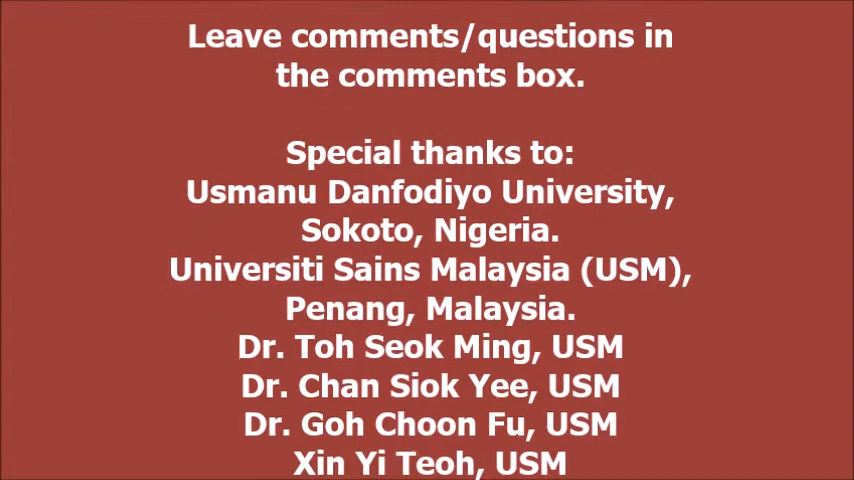 Leave comments/questions in
the comments box.
Special thanks to:
Usmanu Danfodiyo University,
Sokoto, Nigeria.
Universiti Sains Malaysia (USM),
Penang, Malaysia.
Dr. Toh Seok Ming, USM
Dr. Chan Siok Yee, USM
Dr. Goh Choon Fu, USM
Xin Yi Teoh, USM